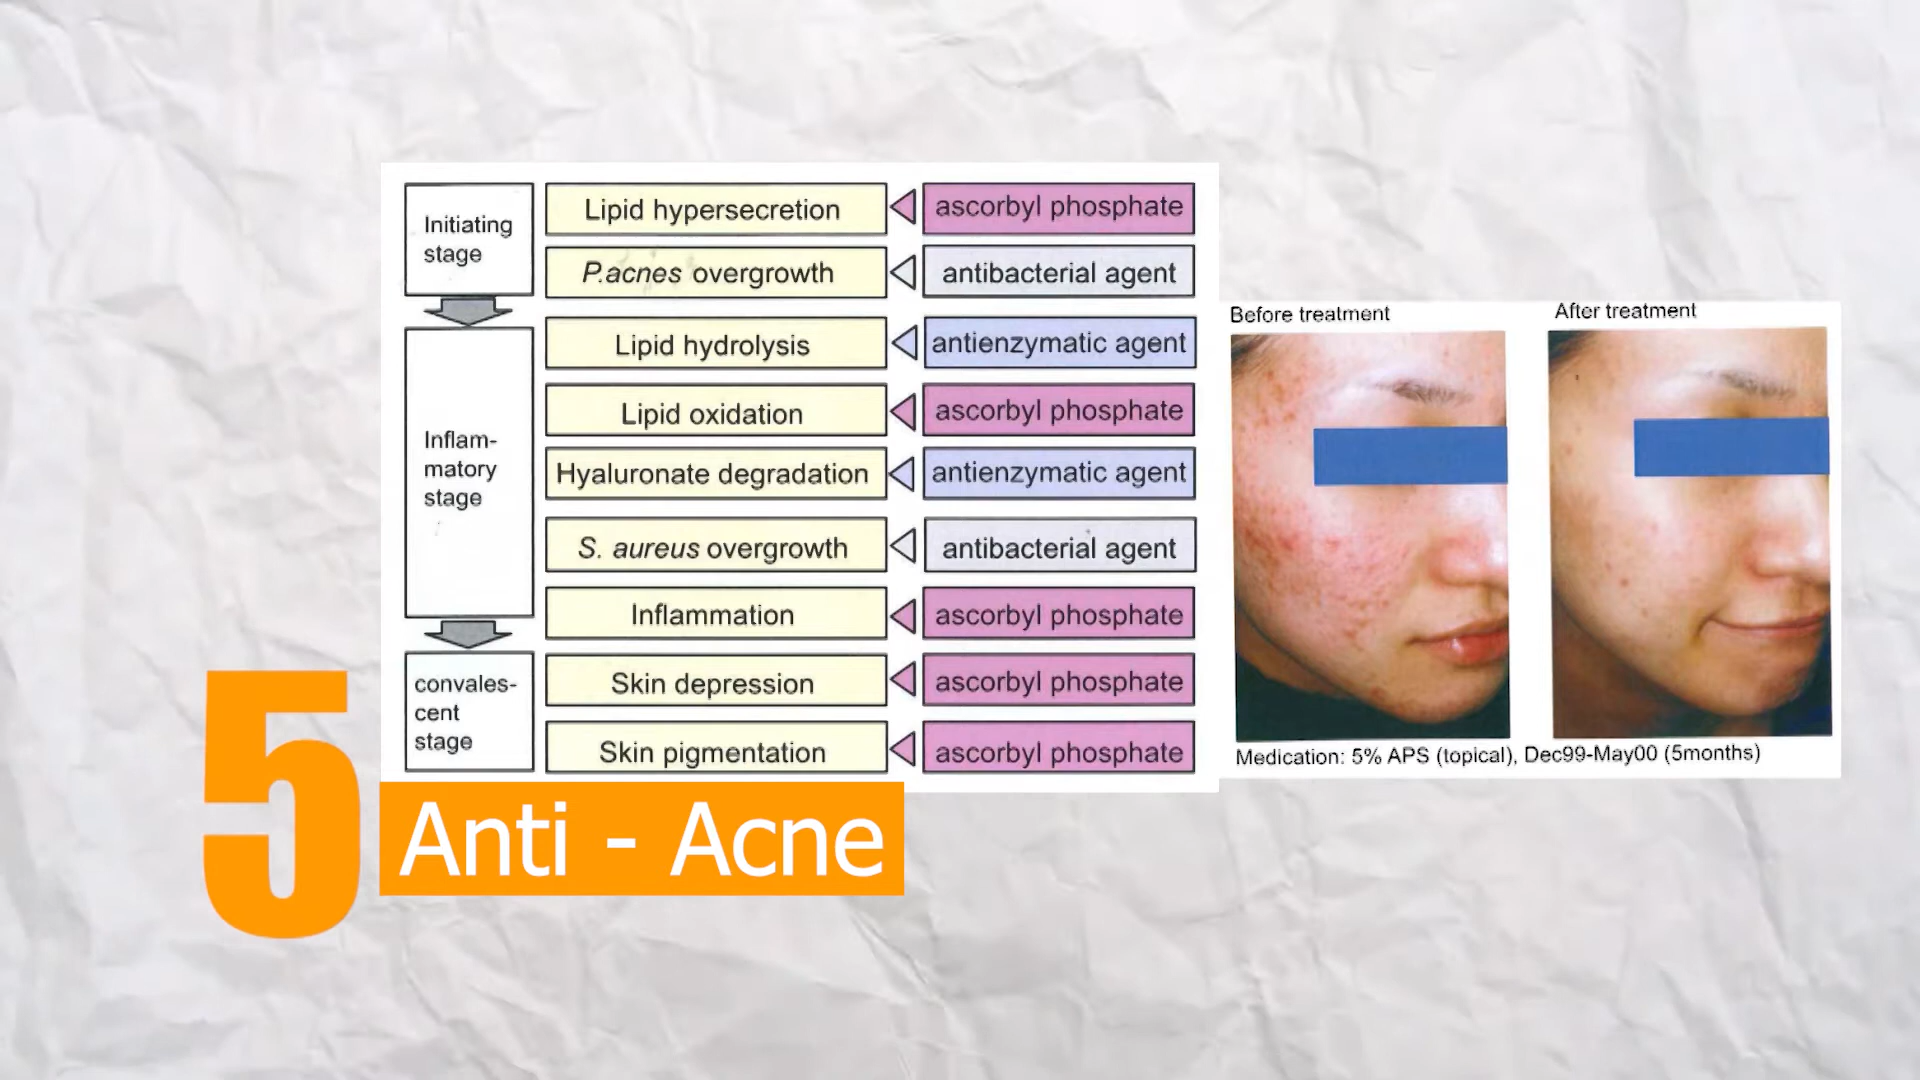 Initiating
stage
Lipid hypersecretion
ascorbyl phosphate
P.acnes overgrowth
antibacterial agent
Inflam-
matory
stage
Lipid hydrolysis
antienzymatic agent
Lipid oxidation
ascorbyl phosphate
Hyaluronate degradation
antienzymatic agent
S. aureus overgrowth
antibacterial agent
Inflammation
ascorbyl phosphate
convales-
cent
stage
Skin depression
ascorbyl phosphate
Skin pigmentation
ascorbyl phosphate
Before treatment
After treatment
Medication: 5% APS (topical), Dec99-May00 (5months)
5
Anti - Acne